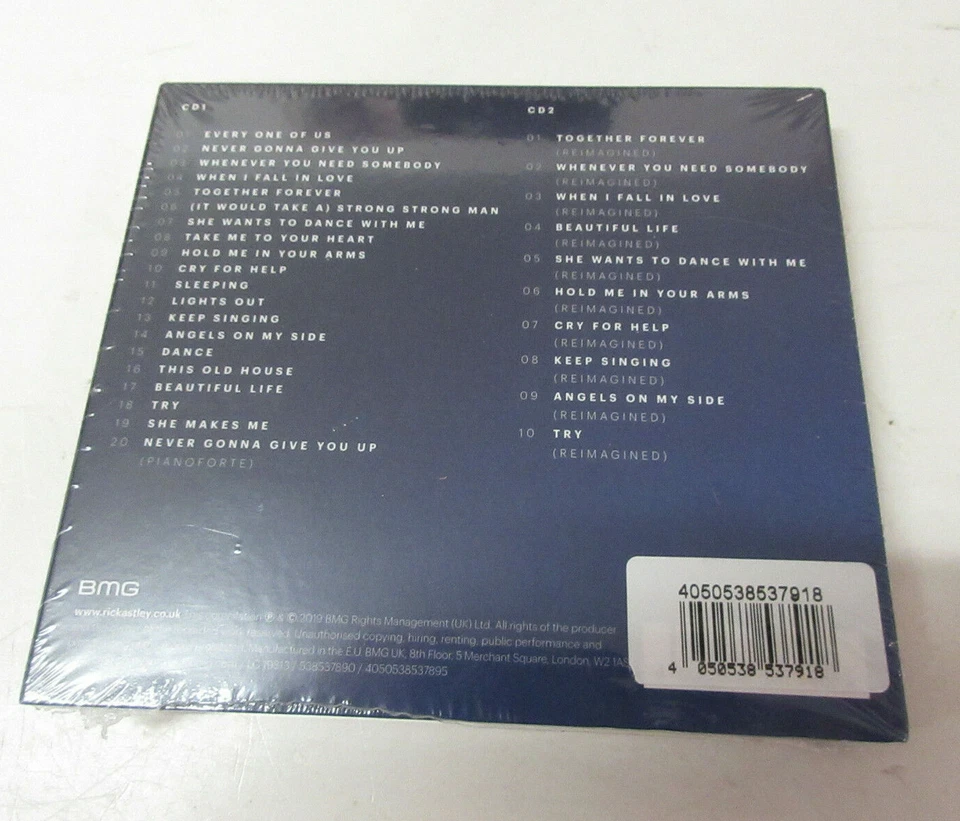 CD1
01 EVERY ONE OF US
02 NEVER GONNA GIVE YOU UP
03 WHENEVER YOU NEED SOMEBODY
04 WHEN I FALL IN LOVE
05 TOGETHER FOREVER
06 (IT WOULD TAKE A) STRONG STRONG MAN
07 SHE WANTS TO DANCE WITH ME
08 TAKE ME TO YOUR HEART
09 HOLD ME IN YOUR ARMS
10 CRY FOR HELP
11 SLEEPING
12 LIGHTS OUT
13 KEEP SINGING
14 ANGELS ON MY SIDE
15 DANCE
16 THIS OLD HOUSE
17 BEAUTIFUL LIFE
18 TRY
19 SHE MAKES ME
20 NEVER GONNA GIVE YOU UP
(PIANOFORTE)
CD2
01 TOGETHER FOREVER
(REIMAGINED)
02 WHENEVER YOU NEED SOMEBODY
(REIMAGINED)
03 WHEN I FALL IN LOVE
(REIMAGINED)
04 BEAUTIFUL LIFE
(REIMAGINED)
05 SHE WANTS TO DANCE WITH ME
(REIMAGINED)
06 HOLD ME IN YOUR ARMS
(REIMAGINED)
07 CRY FOR HELP
(REIMAGINED)
08 KEEP SINGING
(REIMAGINED)
09 ANGELS ON MY SIDE
(REIMAGINED)
10 TRY
(REIMAGINED)
BMG
www.rickastley.co.uk
℗ & © 2019 BMG Rights Management (UK) Ltd. All rights of the producer
reserved. Unauthorised copying, hiring, renting, public performance and
Manufactured in the E.U. BMG UK, 8th Floor, 5 Merchant Square, London, W2 1AS
LC 19813 / 538537890 / 4050538537895
4050538537918
4 050538 537918